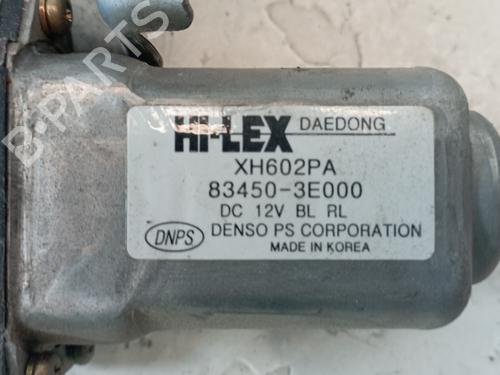 HI-LEX DAEDONG
XH602PA
83450-3E000
DC 12V BL RL
DNPS DENSO PS CORPORATION
MADE IN KOREA
B-PARTS